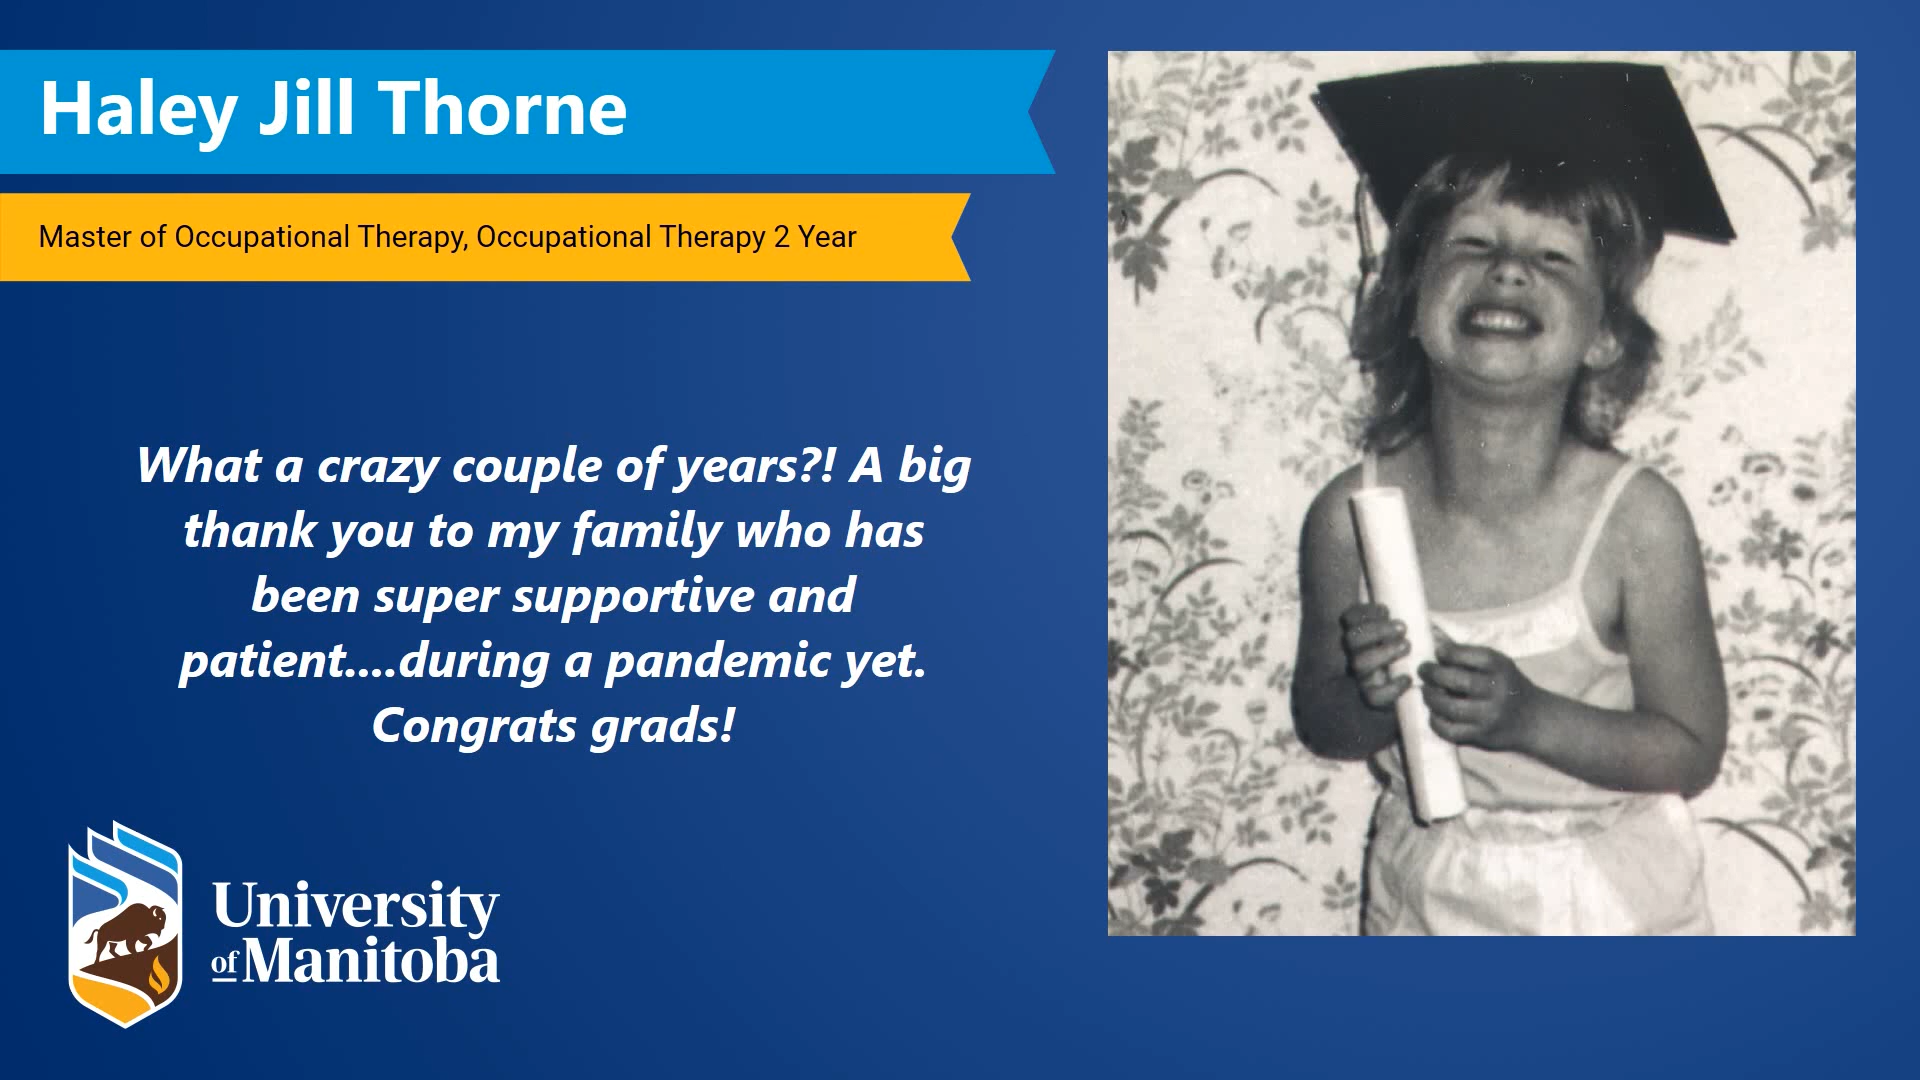 Haley Jill Thorne
Master of Occupational Therapy, Occupational Therapy 2 Year
What a crazy couple of years?! A big
thank you to my family who has
been super supportive and
patient....during a pandemic yet.
Congrats grads!
University
of Manitoba